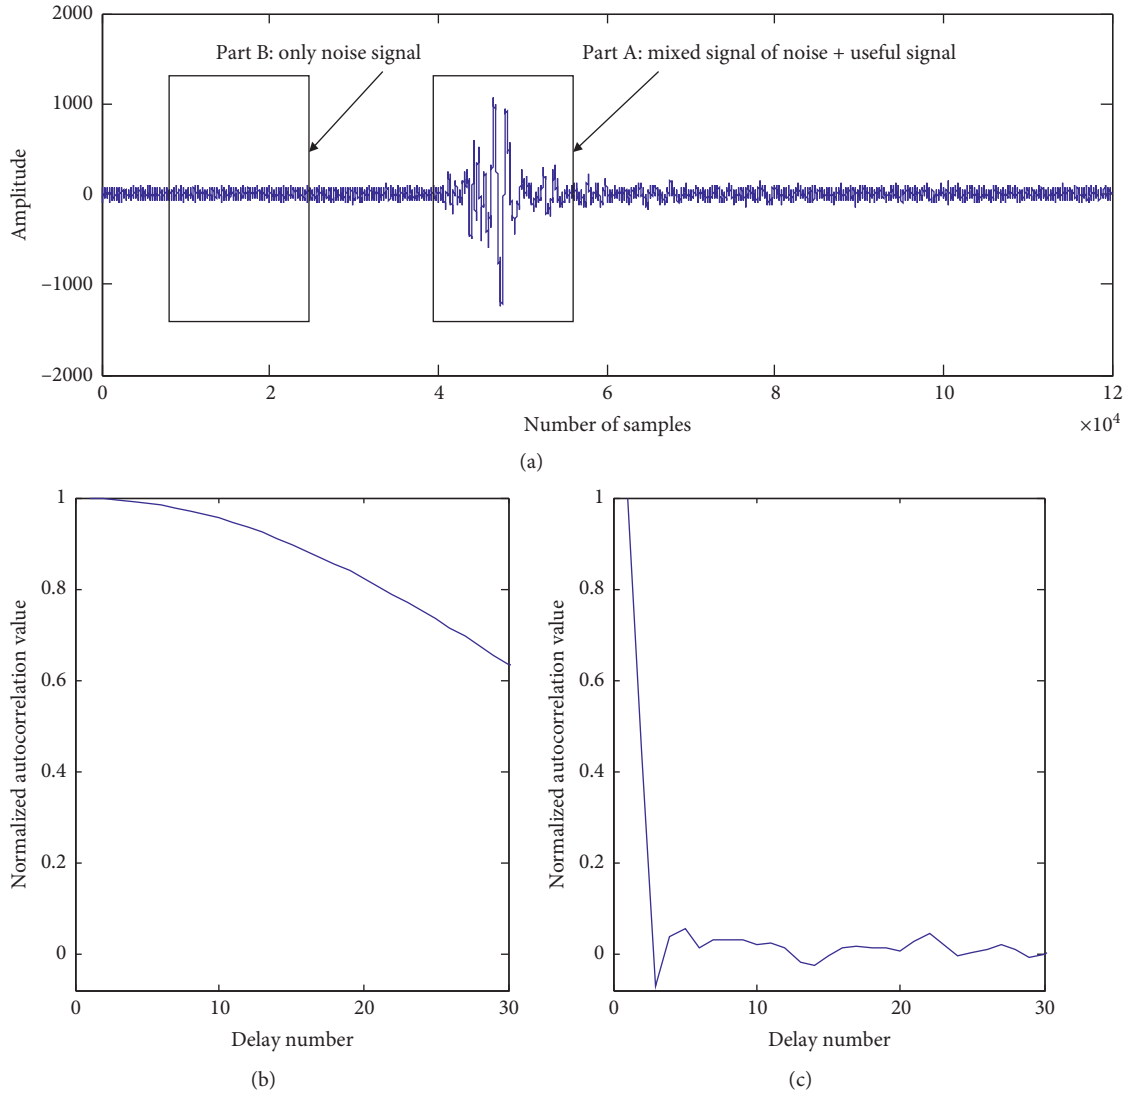 2000
Part B: only noise signal
Part A: mixed signal of noise + useful signal
1000
0
–1000
–2000
Amplitude
0 2 4 6 8 10 12
Number of samples
×10⁴
(a)
1
0.8
0.6
0.4
0.2
0
Normalized autocorrelation value
0 10 20 30
Delay number
(b)
1
0.8
0.6
0.4
0.2
0
Normalized autocorrelation value
0 10 20 30
Delay number
(c)